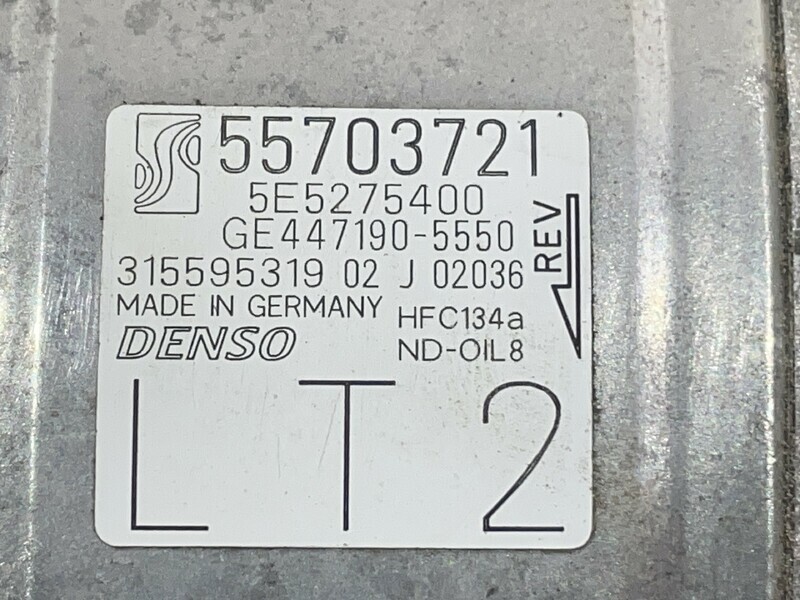 55703721
5E5275400
GE447190-5550
REV
315595319 02 J 02036
MADE IN GERMANY HFC134a
DENSO ND-OIL8
LT2